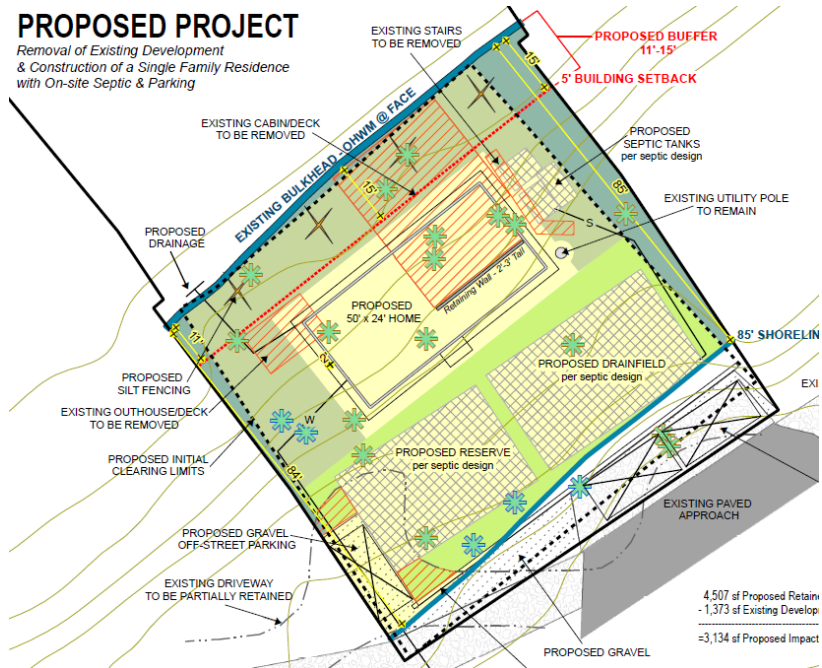 PROPOSED PROJECT
Removal of Existing Development
& Construction of a Single Family Residence
with On-site Septic & Parking
EXISTING STAIRS
TO BE REMOVED
PROPOSED BUFFER
11'-15'
5' BUILDING SETBACK
15'
EXISTING CABIN/DECK
TO BE REMOVED
EXISTING BULKHEAD -OHWM @ FACE
PROPOSED
SEPTIC TANKS
per septic design
15'
85'
EXISTING UTILITY POLE
TO REMAIN
S
PROPOSED
DRAINAGE
Retaining Wall - 2'-3' Tall
PROPOSED
50' x 24' HOME
11'
85' SHORELIN
2'
PROPOSED DRAINFIELD
per septic design
PROPOSED
SILT FENCING
EXI
EXISTING OUTHOUSE/DECK
TO BE REMOVED
W
PROPOSED INITIAL
CLEARING LIMITS
PROPOSED RESERVE
per septic design
84'
EXISTING PAVED
APPROACH
PROPOSED GRAVEL
OFF-STREET PARKING
EXISTING DRIVEWAY
TO BE PARTIALLY RETAINED
4,507 sf of Proposed Retaine
- 1,373 sf of Existing Develop
=3,134 sf of Proposed Impact
PROPOSED GRAVEL